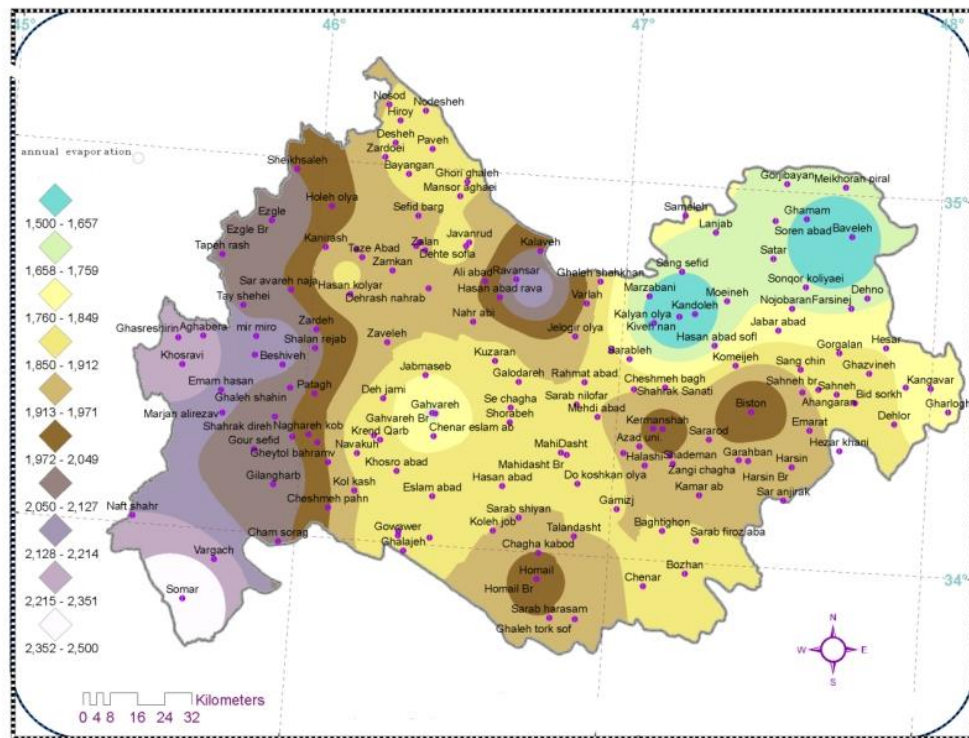 45°
46°
47°
48°
Nosod
Nodesheh
Hiroy
Desheh
Zardoei
Paveh
annual evaporation
Sheikhsaleh
Bayangan
Ghori ghaleh
Mansor aghaei
Gorjibayan
Meikhoran piral
35°
Holeh olya
Ezgle
Sefid barg
Sameleh
Ghamam
Lanjab
Soren abad
Baveleh
1,500 - 1,657
Ezgle Br
Tapeh rash
Kanirash
Taze Abad
Zalan
Javanrud
Dehte sofia
Kalaveh
Satar
Zamkan
Ali abad
Ravansar
Ghaleh shahkhan
Sang sefid
1,658 - 1,759
Sar avareh naja
Hasan kolyar
Dehrash nahrab
Hasan abad rava
Varleh
Marzabani
Kandoleh
Moeineh
Sonqor koliyaei
Nojobaran
Farsinej
Dehno
Tay shehei
Nahr abi
Kalyan olya
Kiveh nan
1,760 - 1,849
Ghasreshirin
Aghabera
mir miro
Zardeh
Shalan rejab
Zaveleh
Jelogir olya
Hasan abad sofl
Jabar abad
Gorgalan
Hesar
Khosravi
Beshiveh
Kuzaran
Barableh
Komeijeh
Sang chin
Ghazvineh
1,850 - 1,912
Emam hasan
Patagh
Jabmaseb
Galodareh
Rahmat abad
Cheshmeh bagh
Shahrak Sanati
Sahneh br
Sahneh
Kangavar
Ghaleh shahin
Deh jami
Se chagha
Sarab nilofar
Biston
Ahangaran
Bid sorkh
Marjan alirezav
Gahvareh
Gahvareh Br
Shorabeh
Mehdi abad
Kermanshah
Dehlor
Gharlogh
1,913 - 1,971
Shahrak direh
Naghareh kob
Krend Qarb
Chenar eslam ab
Azad uni.
Sararod
Emarat
Gour sefid
Gheytol bahramv
Navakuh
MahiDasht
Halashi
Shademan
Garahban
Hezar khani
1,972 - 2,049
Gilangharb
Khosro abad
Mahidasht Br
Do koshkan olya
Zangi chagha
Harsin
Harsin Br
Kol kash
Eslam abad
Hasan abad
Kamar ab
Sar anjirak
Naft shahr
Cheshmeh pahn
2,050 - 2,127
Sarab shiyan
Gamizj
Cham sorag
Gowawer
Koleh job
Talandasht
Baghtighon
Sarab firoz aba
2,128 - 2,214
Vargach
Ghalajeh
Chagha kabod
Homail
Bozhan
34°
2,215 - 2,351
Somar
Homail Br
Chenar
Sarab harasam
Ghaleh tork sof
N
2,352 - 2,500
W E
S
Kilometers
0 4 8 16 24 32